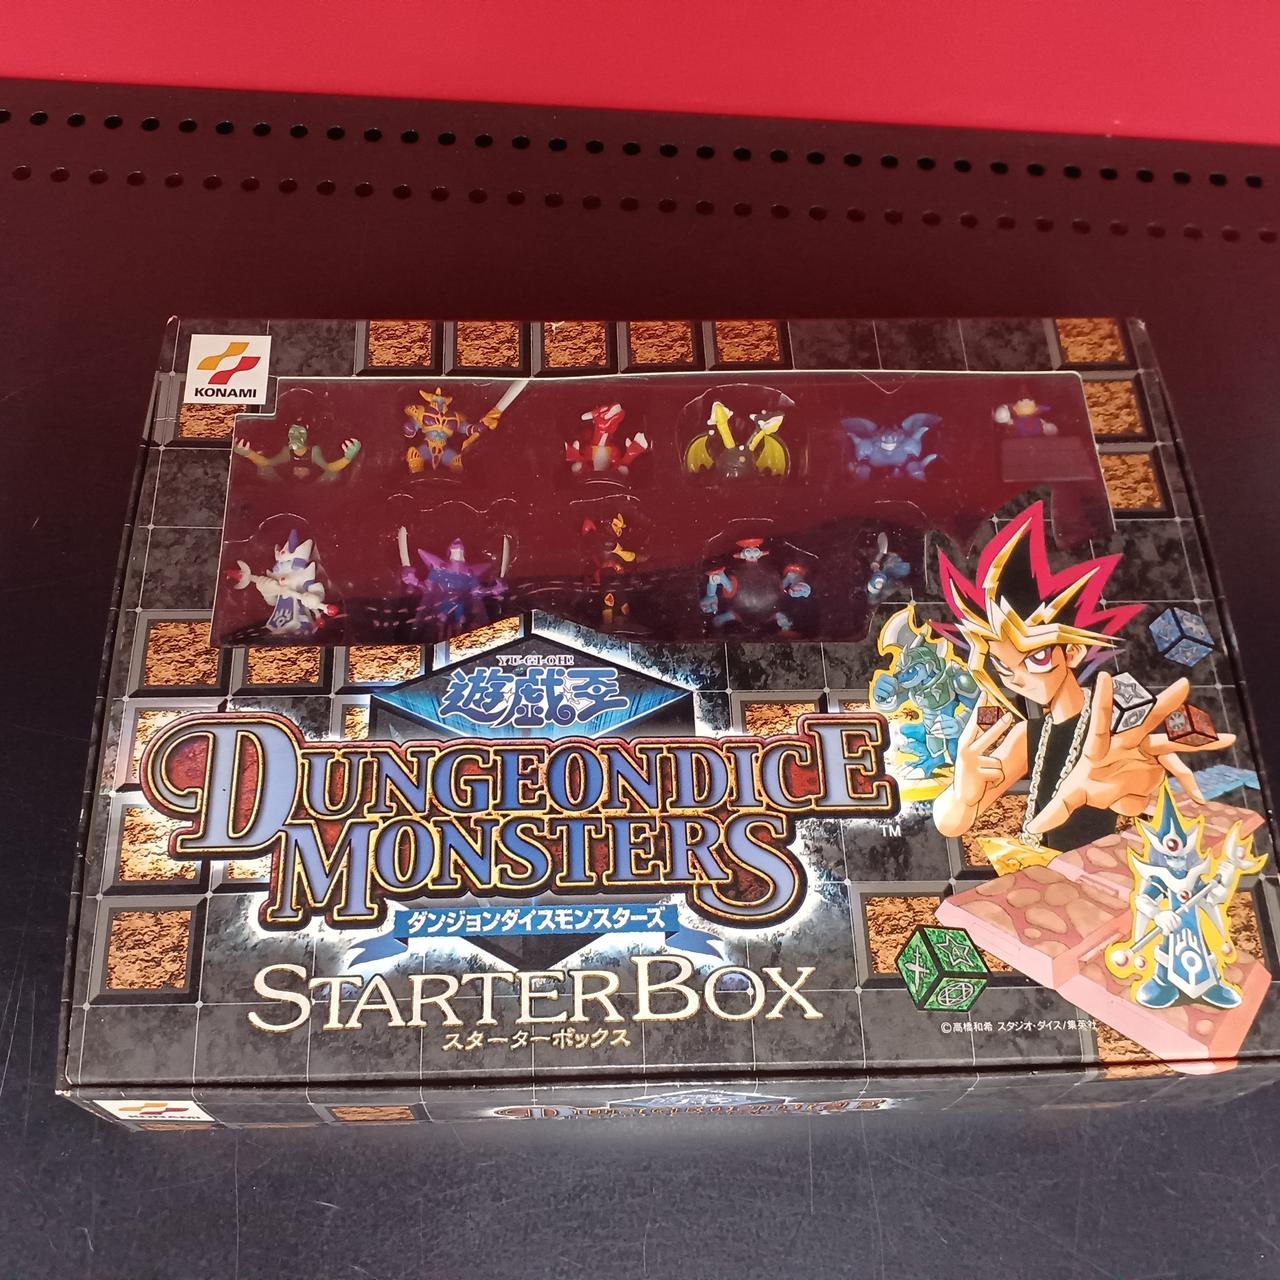 KONAMI
YU-GI-OH!
遊戯王
DUNGEONDICE
MONSTERS
TM
ダンジョンダイスモンスターズ
STARTERBOX
スターターボックス
©高橋和希 スタジオ・ダイス/集英社
KONAMI